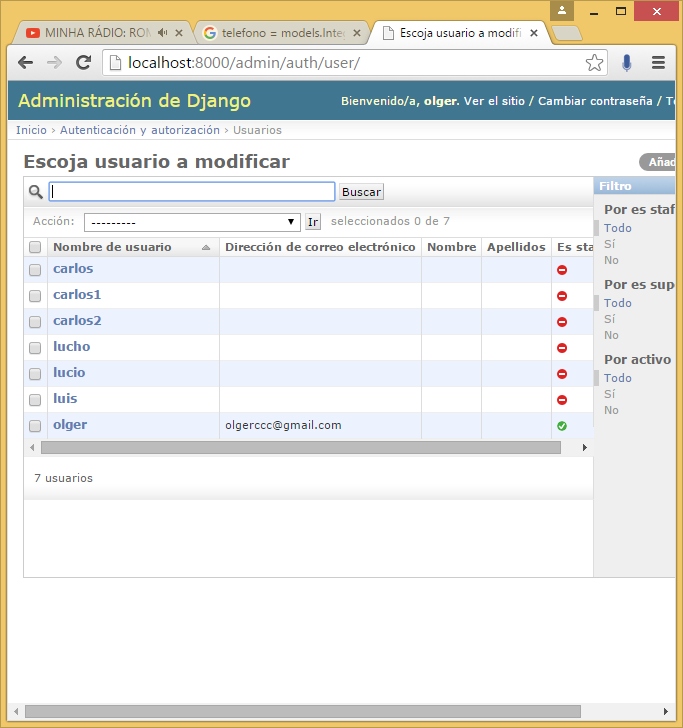 MINHA RÁDIO: ROM
telefono = models.Integ
Escoja usuario a modifi
localhost:8000/admin/auth/user/
Administración de Django
Bienvenido/a, olger. Ver el sitio / Cambiar contraseña / T
Inicio › Autenticación y autorización › Usuarios
Escoja usuario a modificar
Añad
Buscar
Filtro
Acción: --------- Ir seleccionados 0 de 7
Nombre de usuario Dirección de correo electrónico Nombre Apellidos Es sta
carlos
carlos1
carlos2
lucho
lucio
luis
olger olgerccc@gmail.com
7 usuarios
Por es staf
Todo
Sí
No
Por es supe
Todo
Sí
No
Por activo
Todo
Sí
No